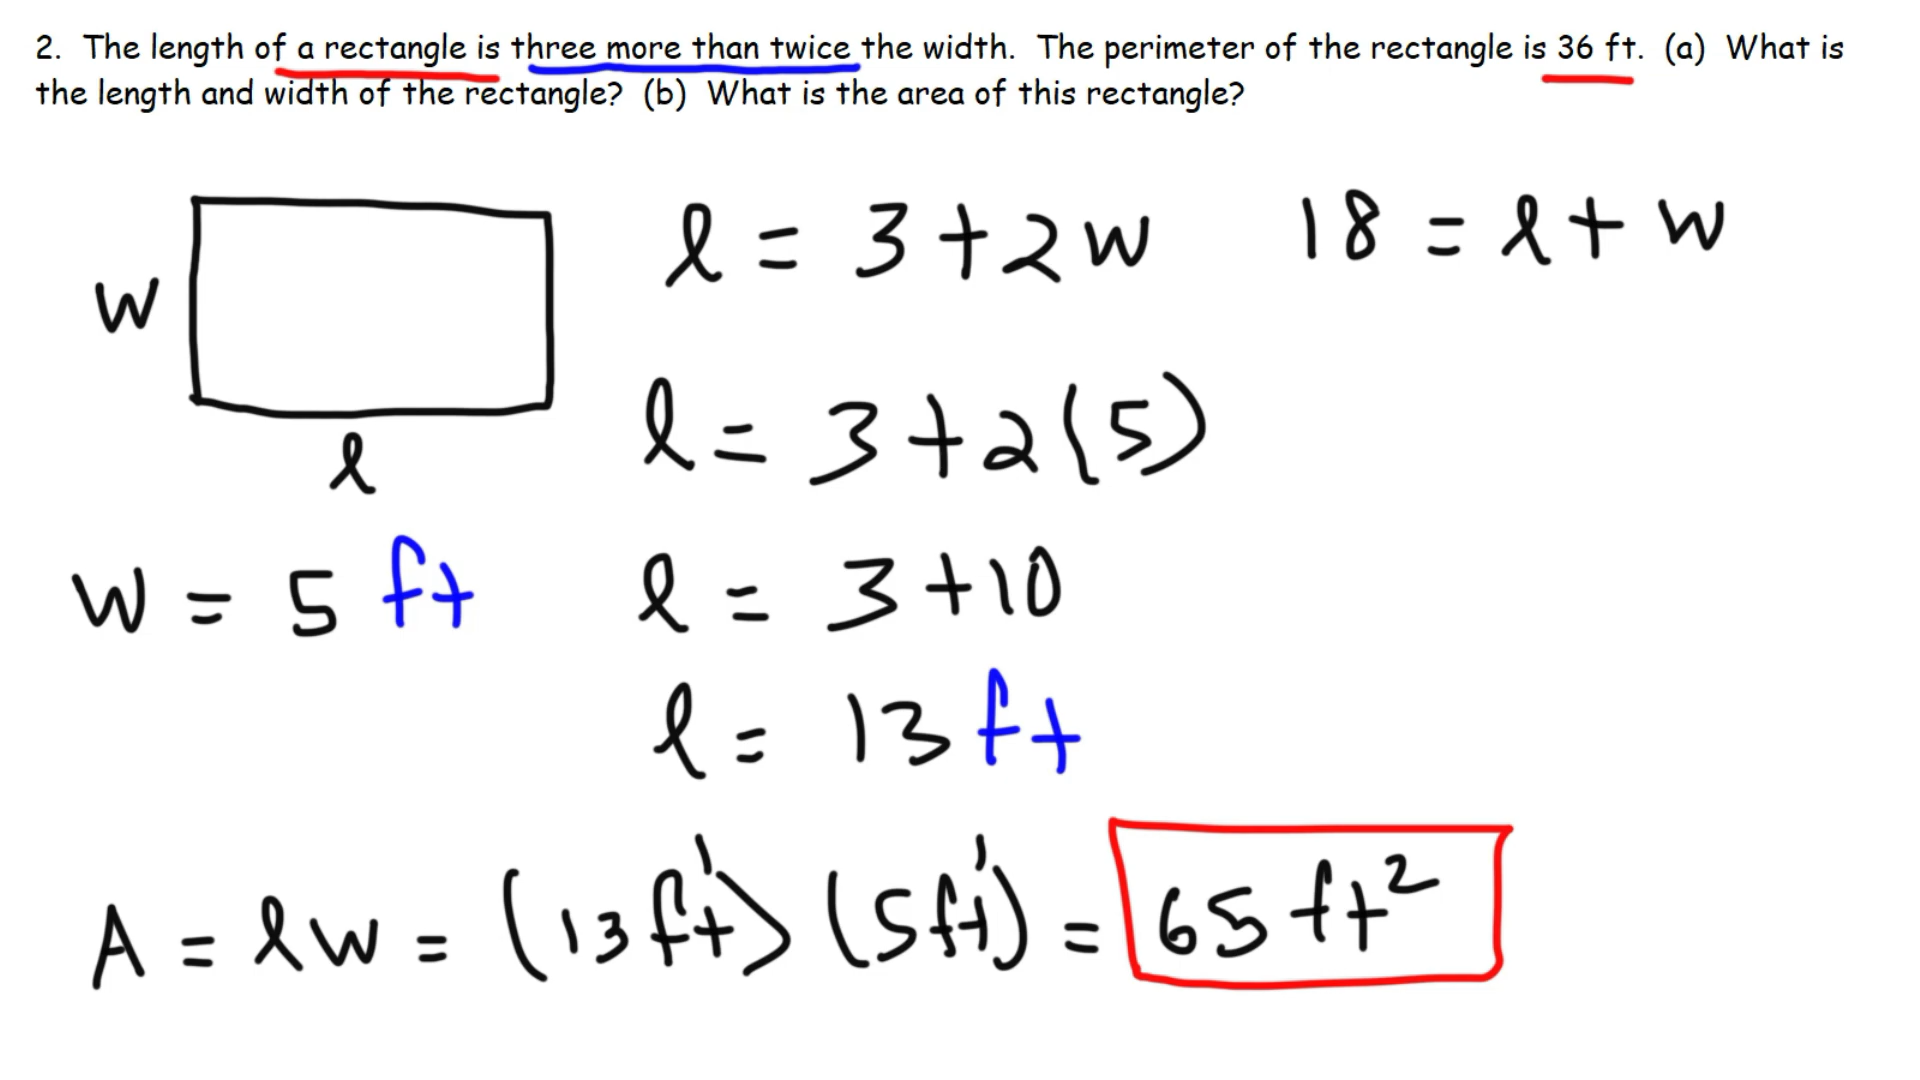 2. The length of a rectangle is three more than twice the width. The perimeter of the rectangle is 36 ft. (a) What is
the length and width of the rectangle? (b) What is the area of this rectangle?
l = 3 + 2w
18 = l + w
w
l = 3 + 2(5)
l
w = 5 ft
l = 3 + 10
l = 13 ft
A = lw = (13 ft¹)(5 ft¹) = 65 ft²